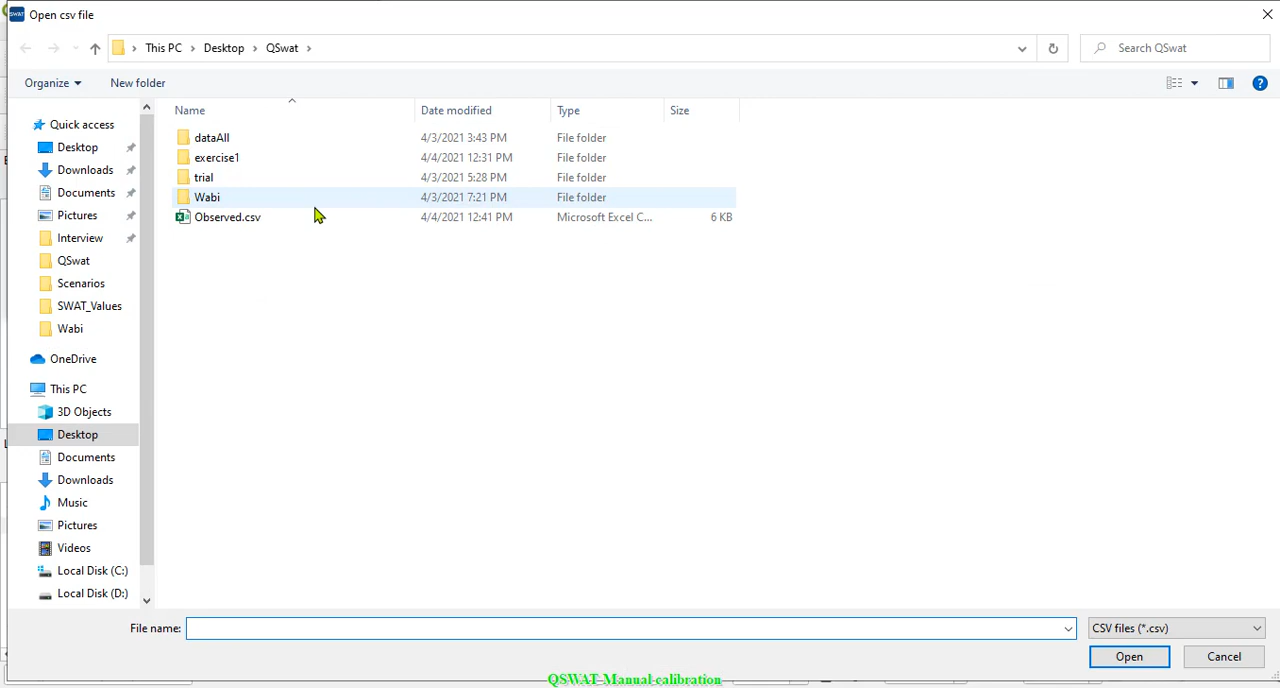 SWAT Open csv file
This PC > Desktop > QSwat >
Search QSwat
Organize
New folder
Name Date modified Type Size
Quick access
Desktop
Downloads
Documents
Pictures
Interview
QSwat
Scenarios
SWAT_Values
Wabi
OneDrive
This PC
3D Objects
Desktop
Documents
Downloads
Music
Pictures
Videos
Local Disk (C:)
Local Disk (D:)
dataAll 4/3/2021 3:43 PM File folder
exercise1 4/4/2021 12:31 PM File folder
trial 4/3/2021 5:28 PM File folder
Wabi 4/3/2021 7:21 PM File folder
Observed.csv 4/4/2021 12:41 PM Microsoft Excel C... 6 KB
File name:
CSV files (*.csv)
Open Cancel
QSWAT Manual calibration